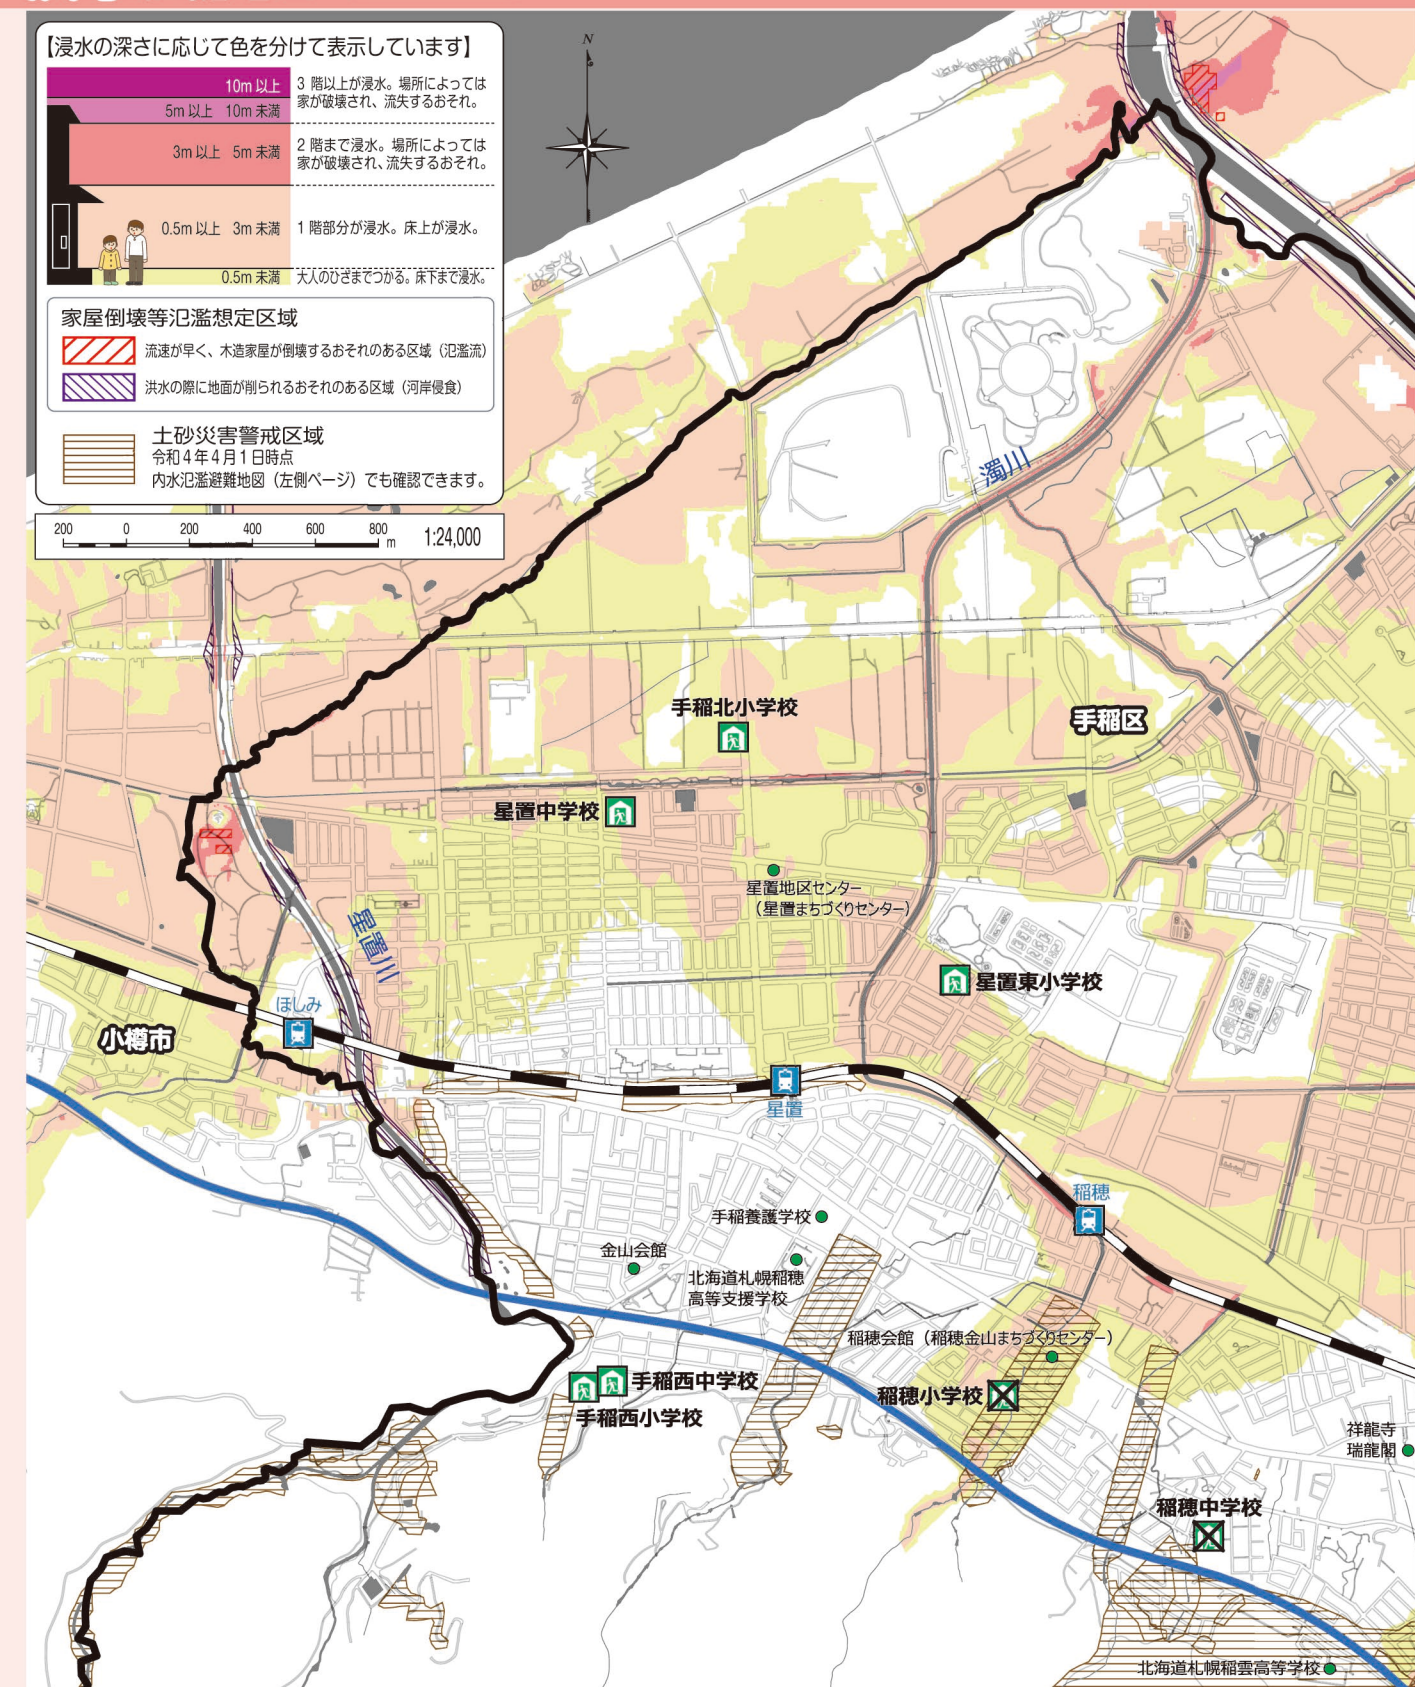 【浸水の深さに応じて色を分けて表示しています】
10m 以上
3 階以上が浸水。場所によっては
家が破壊され、流失するおそれ。
5m 以上 10m 未満
3m 以上 5m 未満
2 階まで浸水。場所によっては
家が破壊され、流失するおそれ。
0.5m 以上 3m 未満
1 階部分が浸水。床上が浸水。
0.5m 未満
大人のひざまでつかる。床下まで浸水。
家屋倒壊等氾濫想定区域
流速が早く、木造家屋が倒壊するおそれのある区域（氾濫流）
洪水の際に地面が削られるおそれのある区域（河岸侵食）
土砂災害警戒区域
令和4年4月1日時点
内水氾濫避難地図（左側ページ）でも確認できます。
200 0 200 400 600 800 m 1:24,000
N
濁川
手稲北小学校
手稲区
星置中学校
星置地区センター
（星置まちづくりセンター）
星置川
星置東小学校
ほしみ
小樽市
星置
稲穂
手稲養護学校
金山会館
北海道札幌稲穂
高等支援学校
稲穂会館（稲穂金山まちづくりセンター）
手稲西中学校
稲穂小学校
手稲西小学校
祥龍寺
瑞龍閣
稲穂中学校
北海道札幌稲雲高等学校